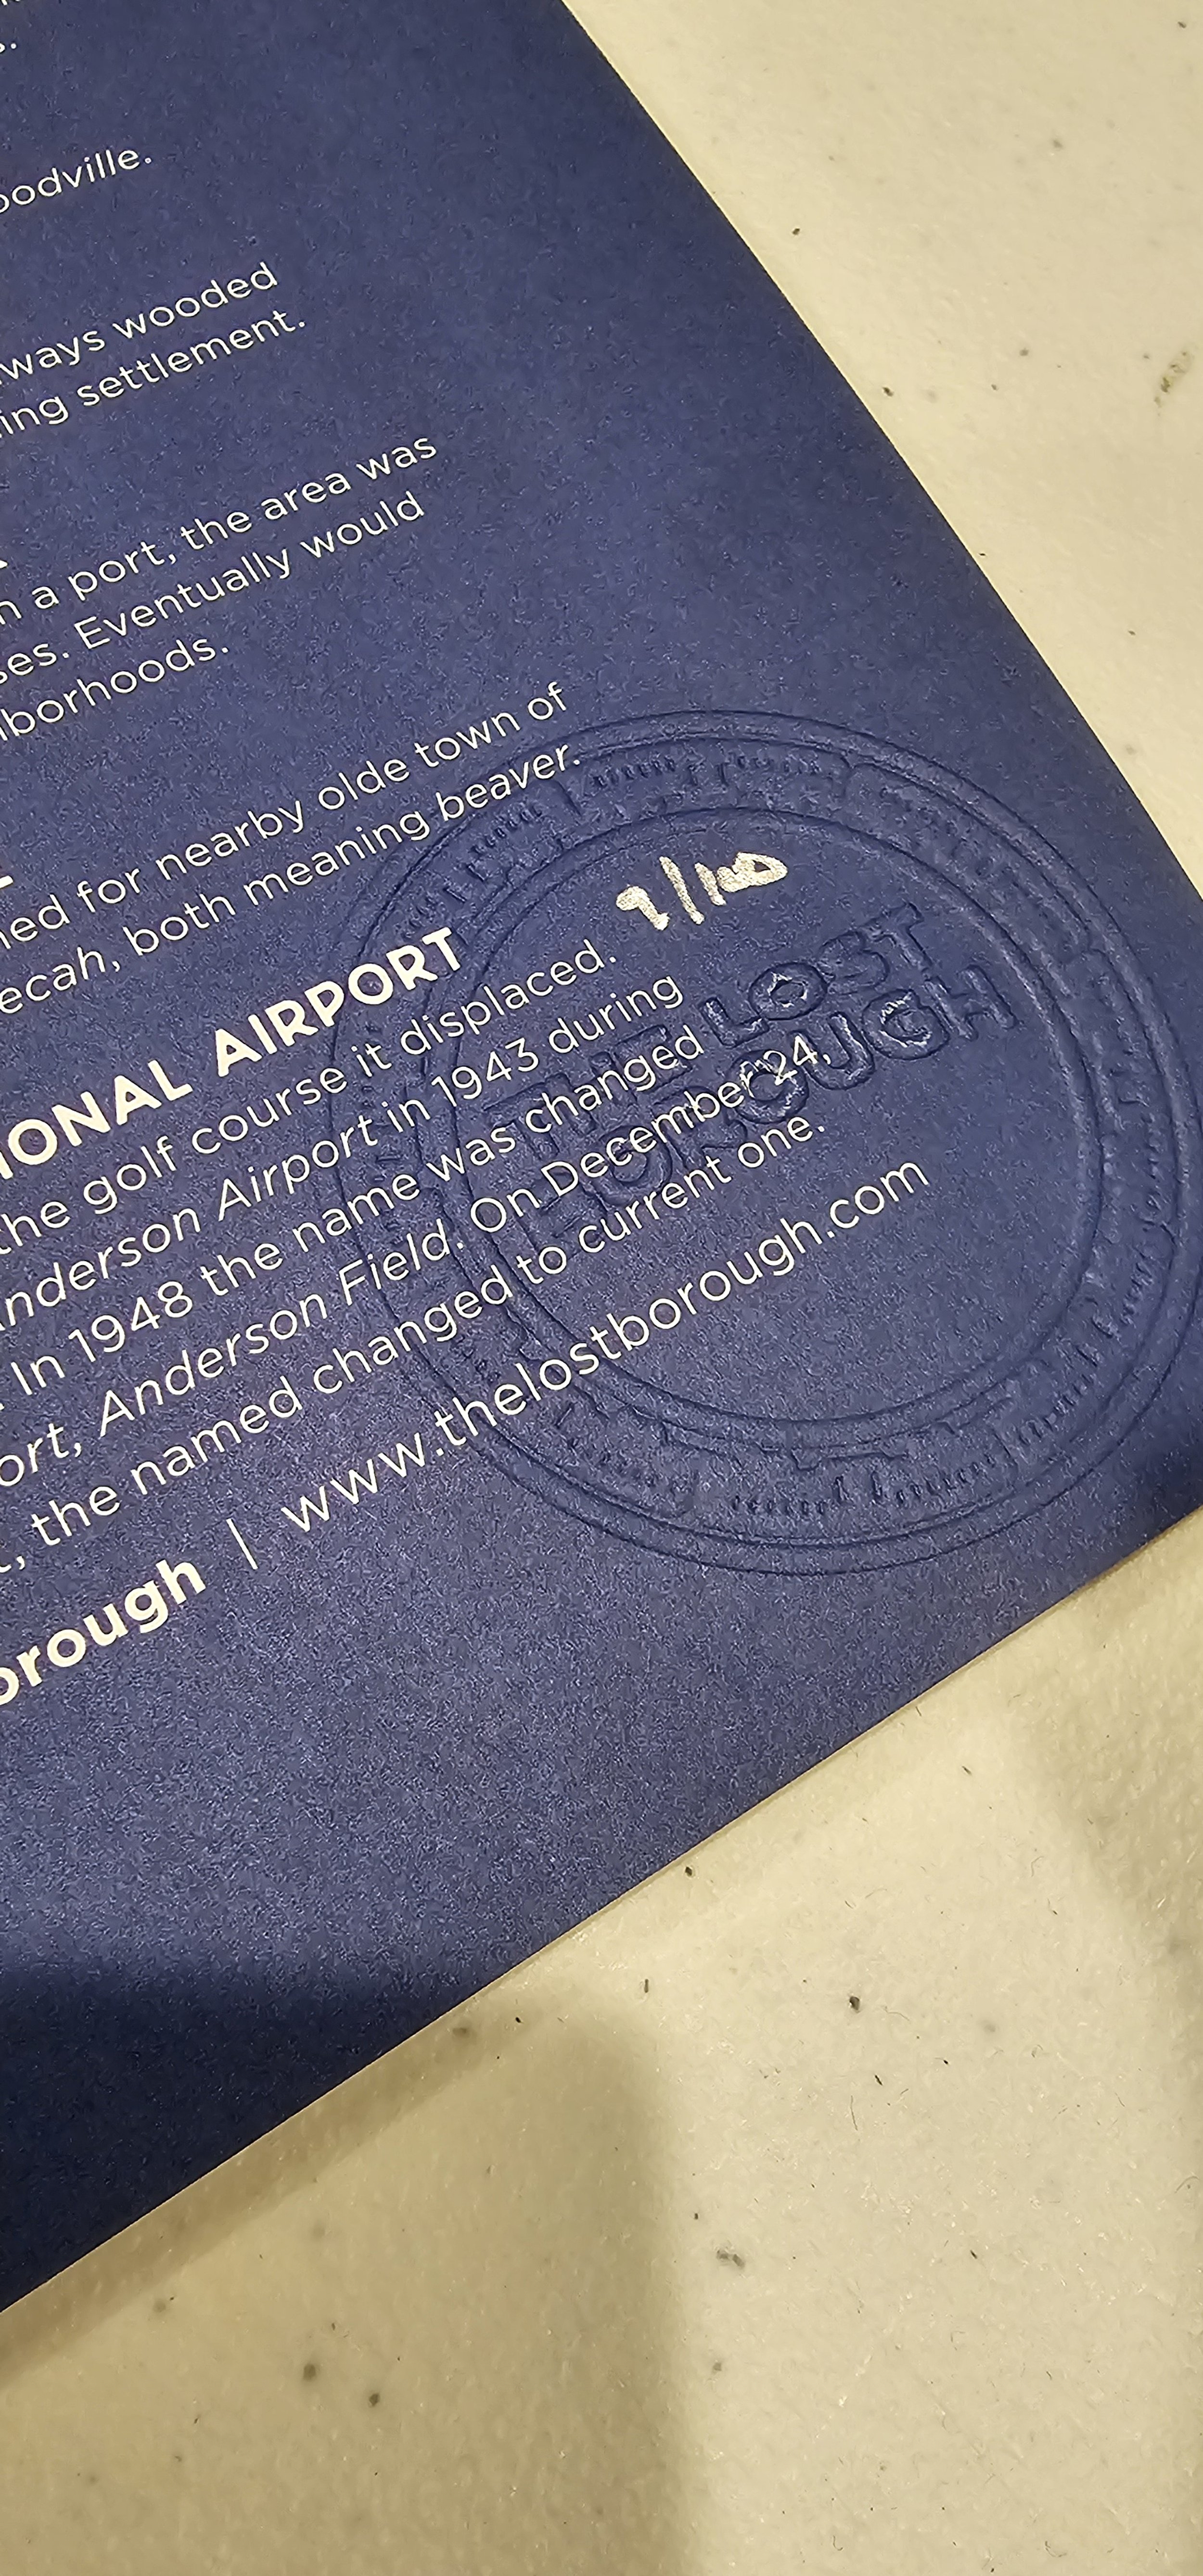 s.
oodville.
ways wooded
ing settlement.
n a port, the area was
ses. Eventually would
borhoods.
ned for nearby olde town of
ecah, both meaning beaver.
IONAL AIRPORT
the golf course it displaced.
nderson Airport in 1943 during
. In 1948 the name was changed
ort, Anderson Field. On December 24,
t, the named changed to current one.
orough | www.thelostborough.com
9/100
THE LOST
BOROUGH